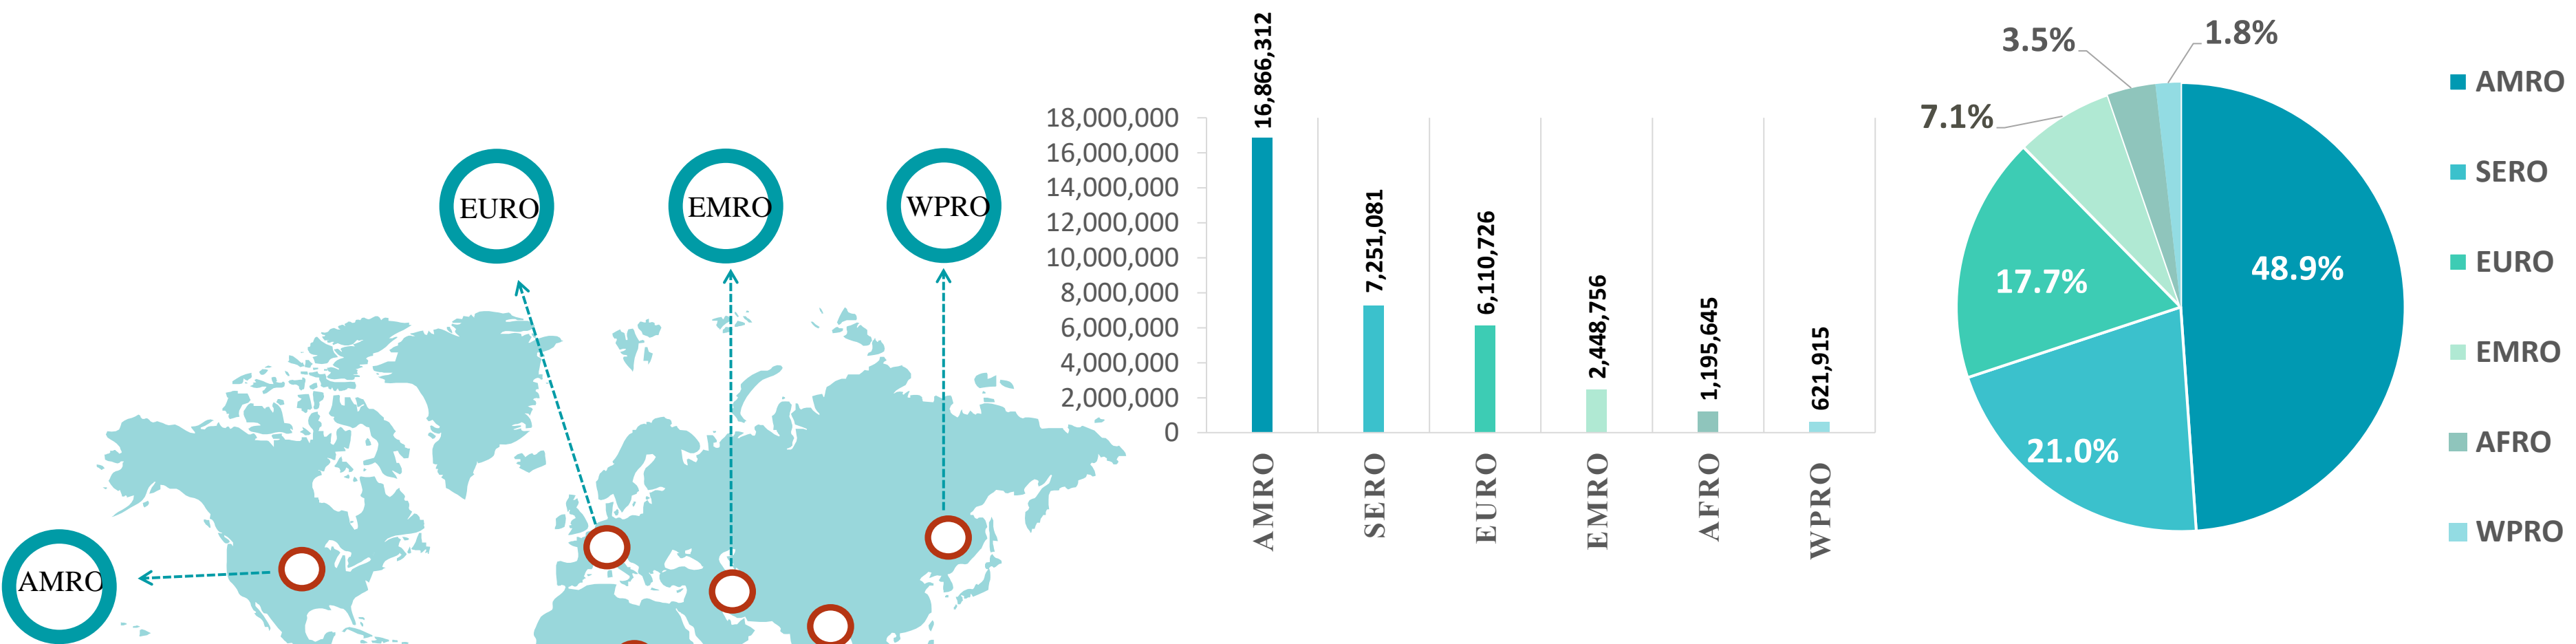 EURO
EMRO
WPRO
AMRO
18,000,000
16,000,000
14,000,000
12,000,000
10,000,000
8,000,000
6,000,000
4,000,000
2,000,000
0
16,866,312
7,251,081
6,110,726
2,448,756
1,195,645
621,915
AMRO
SERO
EURO
EMRO
AFRO
WPRO
3.5%
1.8%
7.1%
17.7%
48.9%
21.0%
AMRO
SERO
EURO
EMRO
AFRO
WPRO